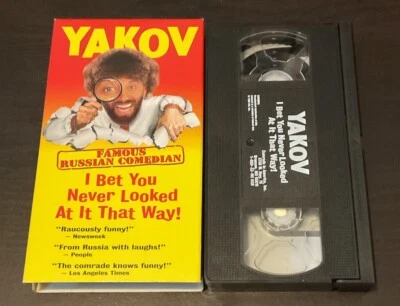 YAKOV
FAMOUS
RUSSIAN COMEDIAN
I Bet You
Never Looked
At It That Way!
"Raucously funny!"
— Newsweek
"From Russia with laughs!"
— People
"The comrade knows funny!"
— Los Angeles Times
YAKOV
I Bet You Never Looked
At It That Way!